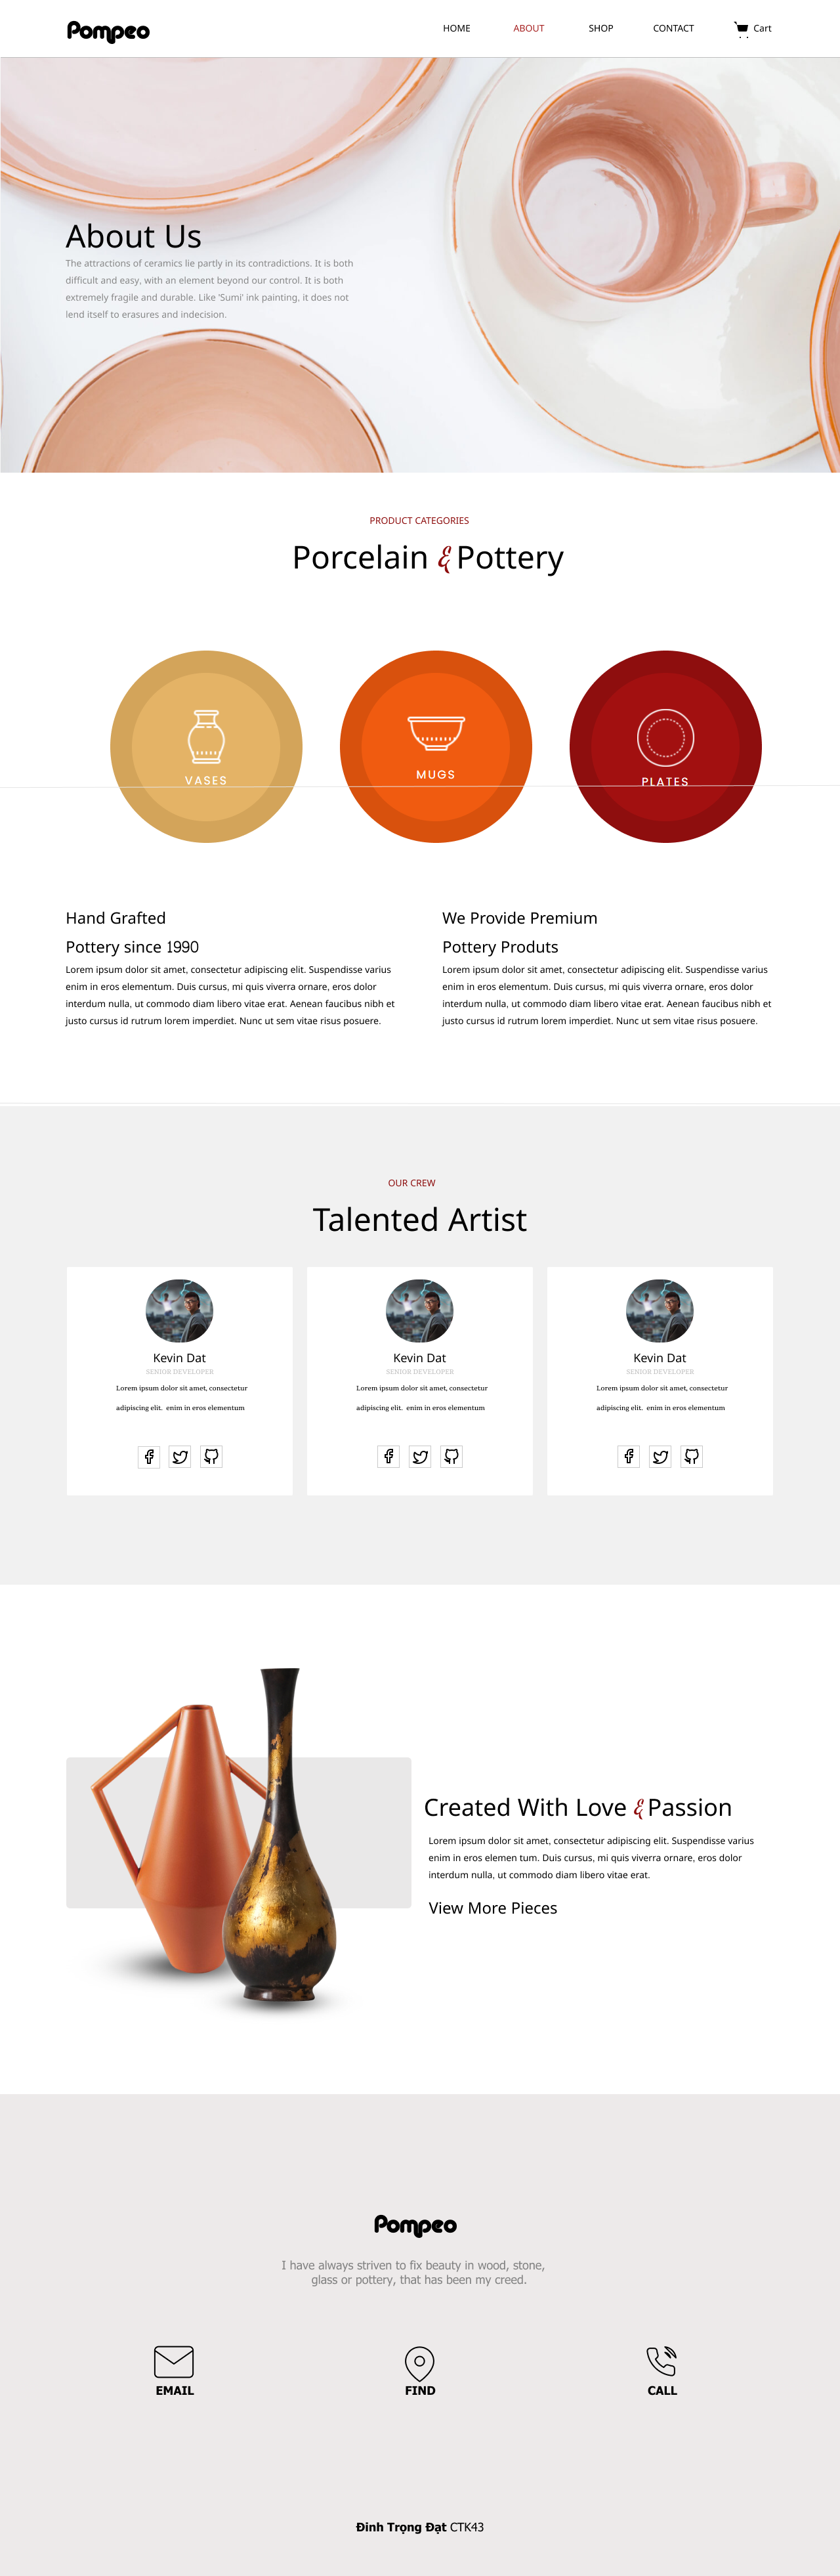 Pompeo
HOME ABOUT SHOP CONTACT Cart
About Us
The attractions of ceramics lie partly in its contradictions. It is both
difficult and easy, with an element beyond our control. It is both
extremely fragile and durable. Like ‘Sumi’ ink painting, it does not
lend itself to erasures and indecision.
PRODUCT CATEGORIES
Porcelain & Pottery
VASES
MUGS
PLATES
Hand Grafted
Pottery since 1990
Lorem ipsum dolor sit amet, consectetur adipiscing elit. Suspendisse varius
enim in eros elementum. Duis cursus, mi quis viverra ornare, eros dolor
interdum nulla, ut commodo diam libero vitae erat. Aenean faucibus nibh et
justo cursus id rutrum lorem imperdiet. Nunc ut sem vitae risus posuere.
We Provide Premium
Pottery Produts
Lorem ipsum dolor sit amet, consectetur adipiscing elit. Suspendisse varius
enim in eros elementum. Duis cursus, mi quis viverra ornare, eros dolor
interdum nulla, ut commodo diam libero vitae erat. Aenean faucibus nibh et
justo cursus id rutrum lorem imperdiet. Nunc ut sem vitae risus posuere.
OUR CREW
Talented Artist
Kevin Dat
SENIOR DEVELOPER
Lorem ipsum dolor sit amet, consectetur
adipiscing elit. enim in eros elementum
Kevin Dat
SENIOR DEVELOPER
Lorem ipsum dolor sit amet, consectetur
adipiscing elit. enim in eros elementum
Kevin Dat
SENIOR DEVELOPER
Lorem ipsum dolor sit amet, consectetur
adipiscing elit. enim in eros elementum
Created With Love & Passion
Lorem ipsum dolor sit amet, consectetur adipiscing elit. Suspendisse varius
enim in eros elemen tum. Duis cursus, mi quis viverra ornare, eros dolor
interdum nulla, ut commodo diam libero vitae erat.
View More Pieces
Pompeo
I have always striven to fix beauty in wood, stone,
glass or pottery, that has been my creed.
EMAIL
FIND
CALL
Đinh Trọng Đạt CTK43